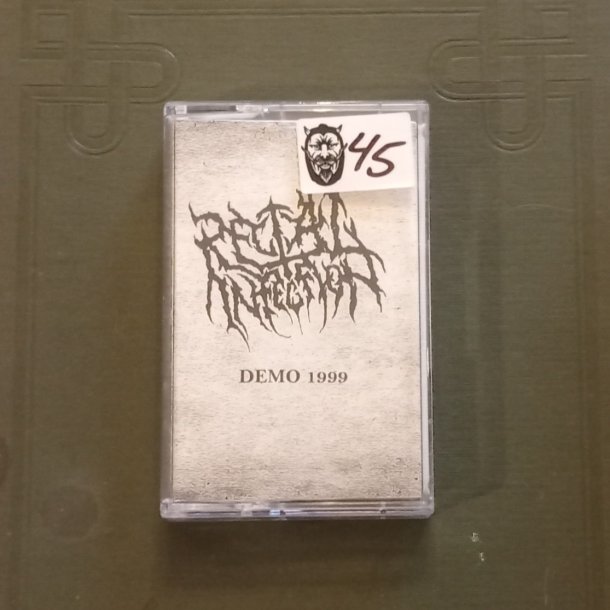 45
RECTAL
INFECTION
DEMO 1999